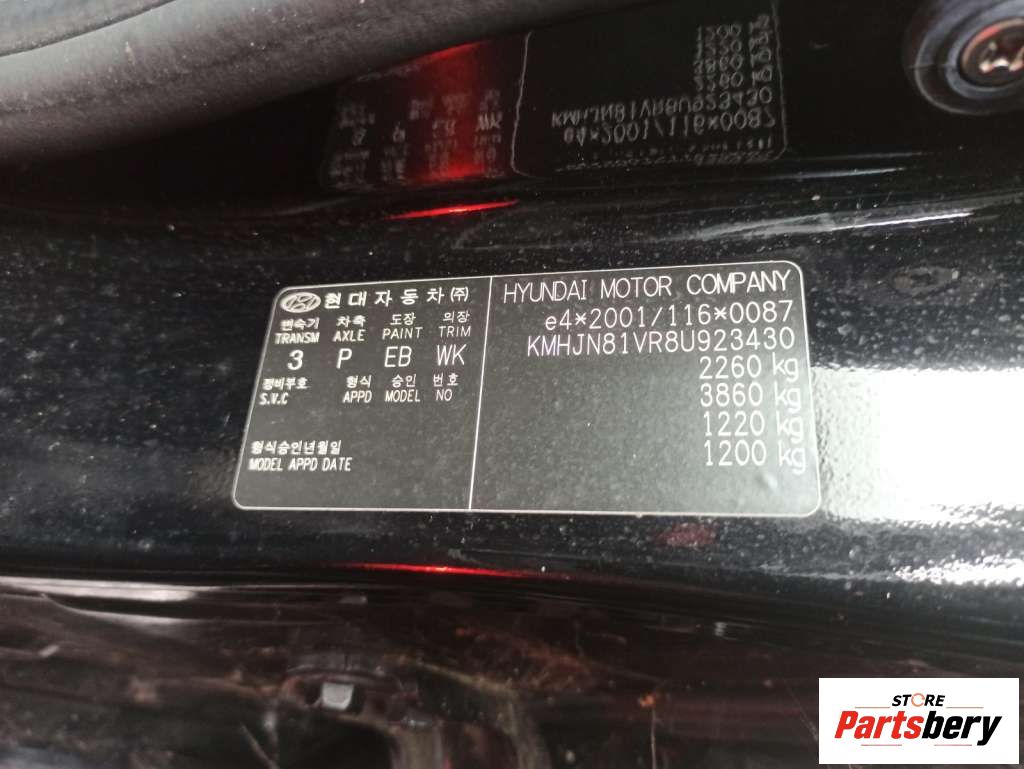 현대자동차㈜
변속기 차축 도장 의장
TRANSM AXLE PAINT TRIM
3 P EB WK
정비부호 형식 승인 번호
S.V.C APPD MODEL NO
형식승인년월일
MODEL APPD DATE
HYUNDAI MOTOR COMPANY
e4*2001/116*0087
KMHJN81VR8U923430
2260 kg
3860 kg
1220 kg
1200 kg
STORE
Partsbery